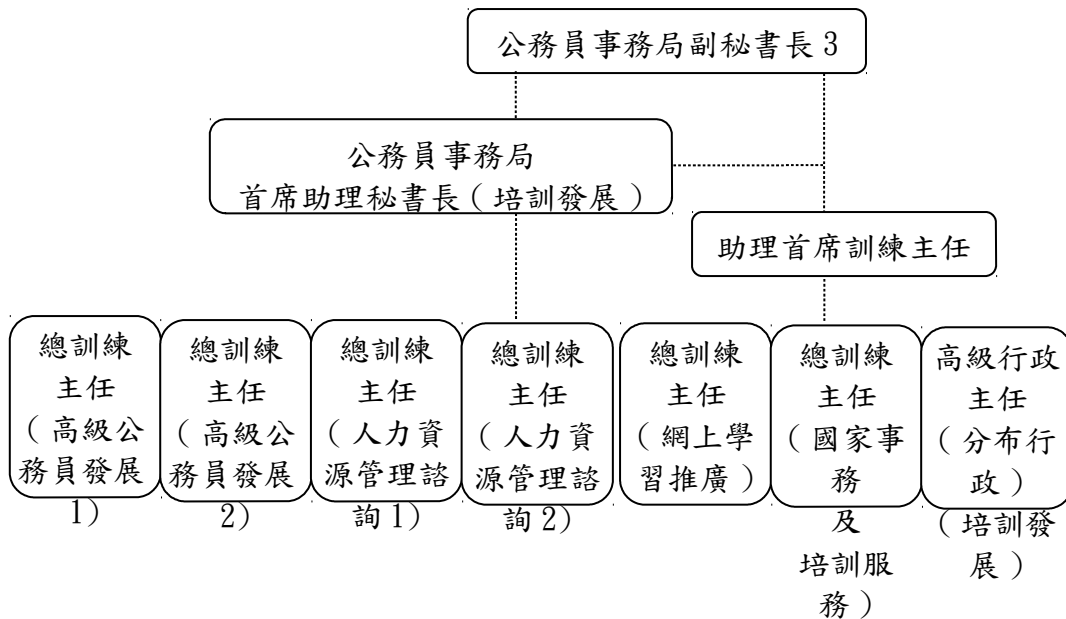 公務員事務局副秘書長3
公務員事務局
首席助理秘書長(培訓發展)
助理首席訓練主任
總訓練
主任
(高級公
務員發展
1)
總訓練
主任
(高級公
務員發展
2)
總訓練
主任
(人力資
源管理諮
詢1)
總訓練
主任
(人力資
源管理諮
詢2)
總訓練
主任
(網上學
習推廣)
總訓練
主任
(國家事
務
及
培訓服
務)
高級行政
主任
(分布行
政)
(培訓發
展)